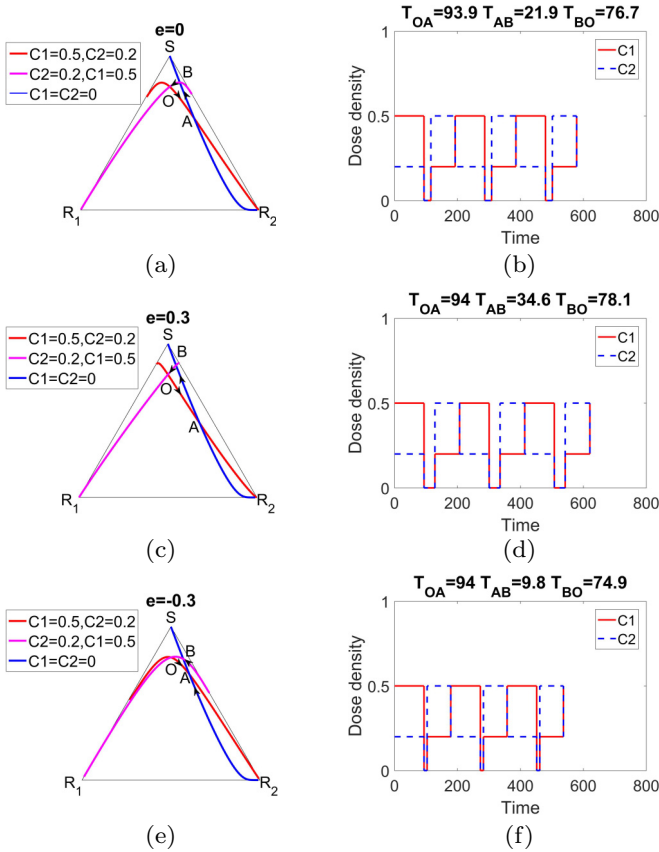 e=0
C1=0.5,C2=0.2
C2=0.2,C1=0.5
C1=C2=0
S
B
O
A
R1
R2
(a)
TOA=93.9 TAB=21.9 TBO=76.7
C1
C2
Dose density
1
0.5
0
0 200 400 600 800
Time
(b)
e=0.3
C1=0.5,C2=0.2
C2=0.2,C1=0.5
C1=C2=0
S
B
O
A
R1
R2
(c)
TOA=94 TAB=34.6 TBO=78.1
C1
C2
Dose density
1
0.5
0
0 200 400 600 800
Time
(d)
e=-0.3
C1=0.5,C2=0.2
C2=0.2,C1=0.5
C1=C2=0
S
B
O
A
R1
R2
(e)
TOA=94 TAB=9.8 TBO=74.9
C1
C2
Dose density
1
0.5
0
0 200 400 600 800
Time
(f)